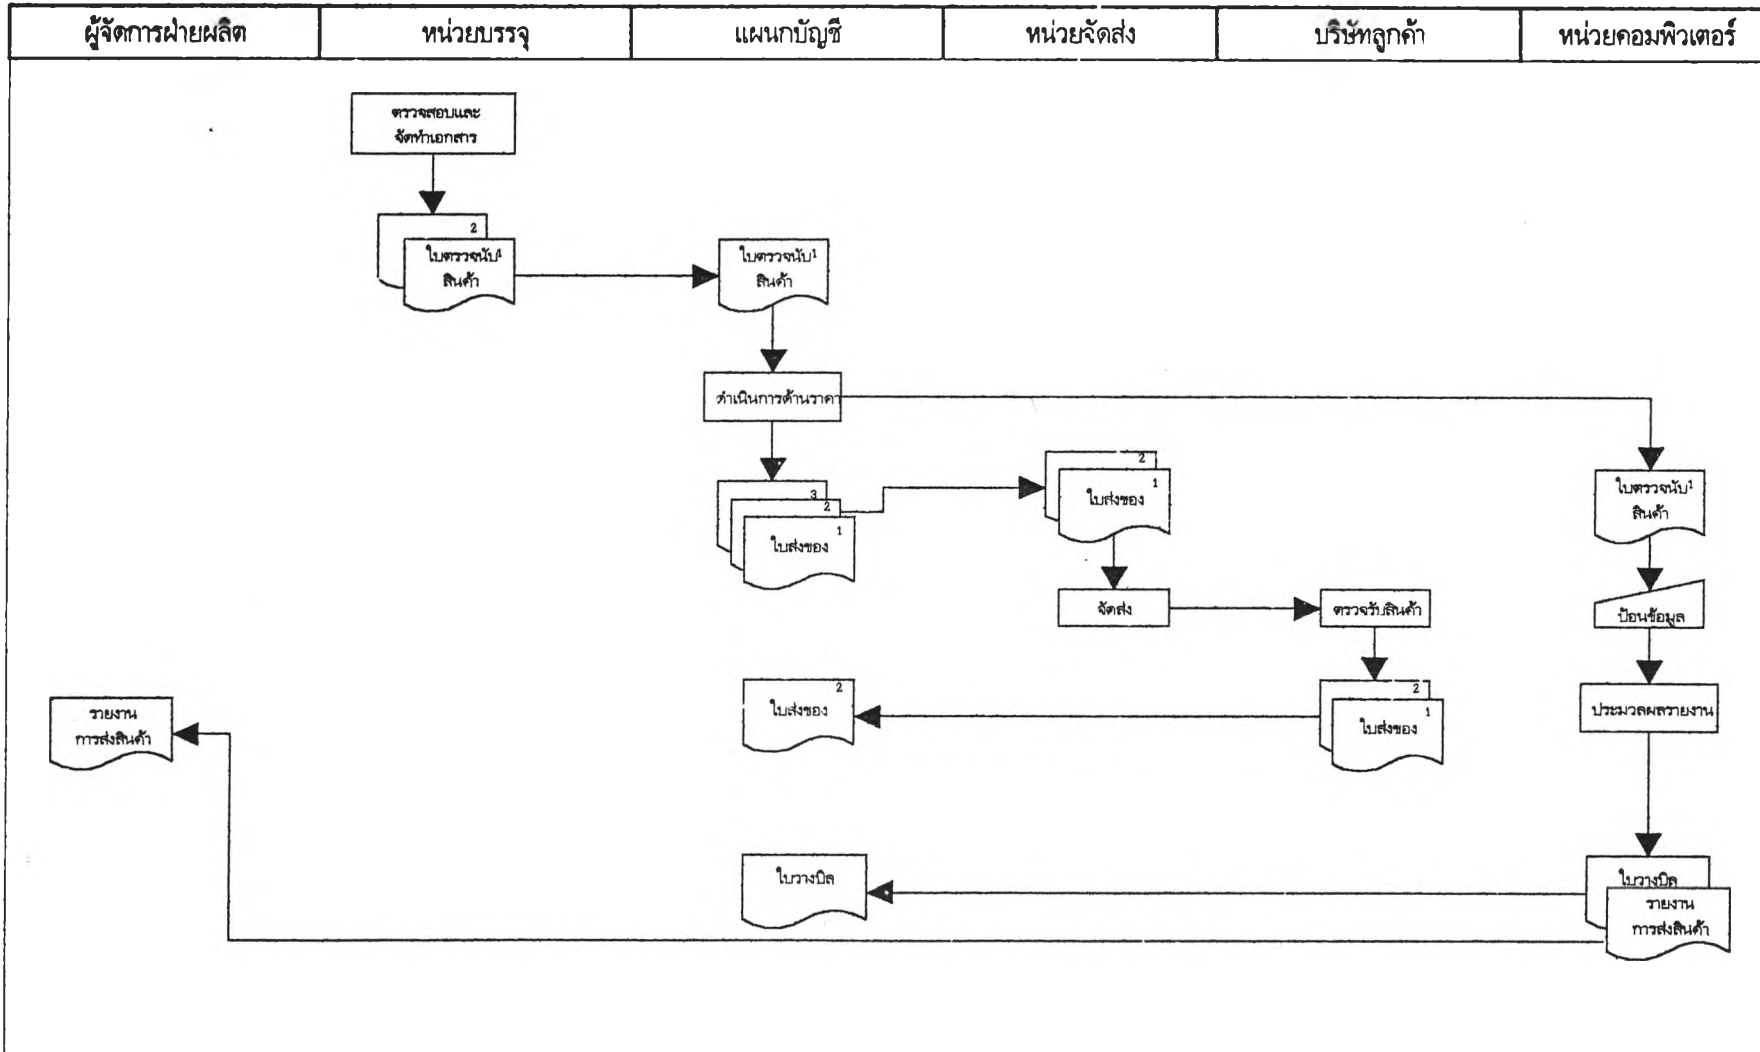 ผู้จัดการฝ่ายผลิต
หน่วยบรรจุ
แผนกบัญชี
หน่วยจัดส่ง
บริษัทลูกค้า
หน่วยคอมพิวเตอร์
ตรวจสอบและ
จัดทำเอกสาร
2
ใบตรวจนับ1
สินค้า
ใบตรวจนับ1
สินค้า
ดำเนินการด้านราคา
3
2
1
ใบส่งของ
2
1
ใบส่งของ
ใบตรวจนับ1
สินค้า
จัดส่ง
ตรวจรับสินค้า
ป้อนข้อมูล
2
ใบส่งของ
2
1
ใบส่งของ
ประมวลผลรายงาน
รายงาน
การส่งสินค้า
ใบวางบิล
ใบวางบิล
รายงาน
การส่งสินค้า